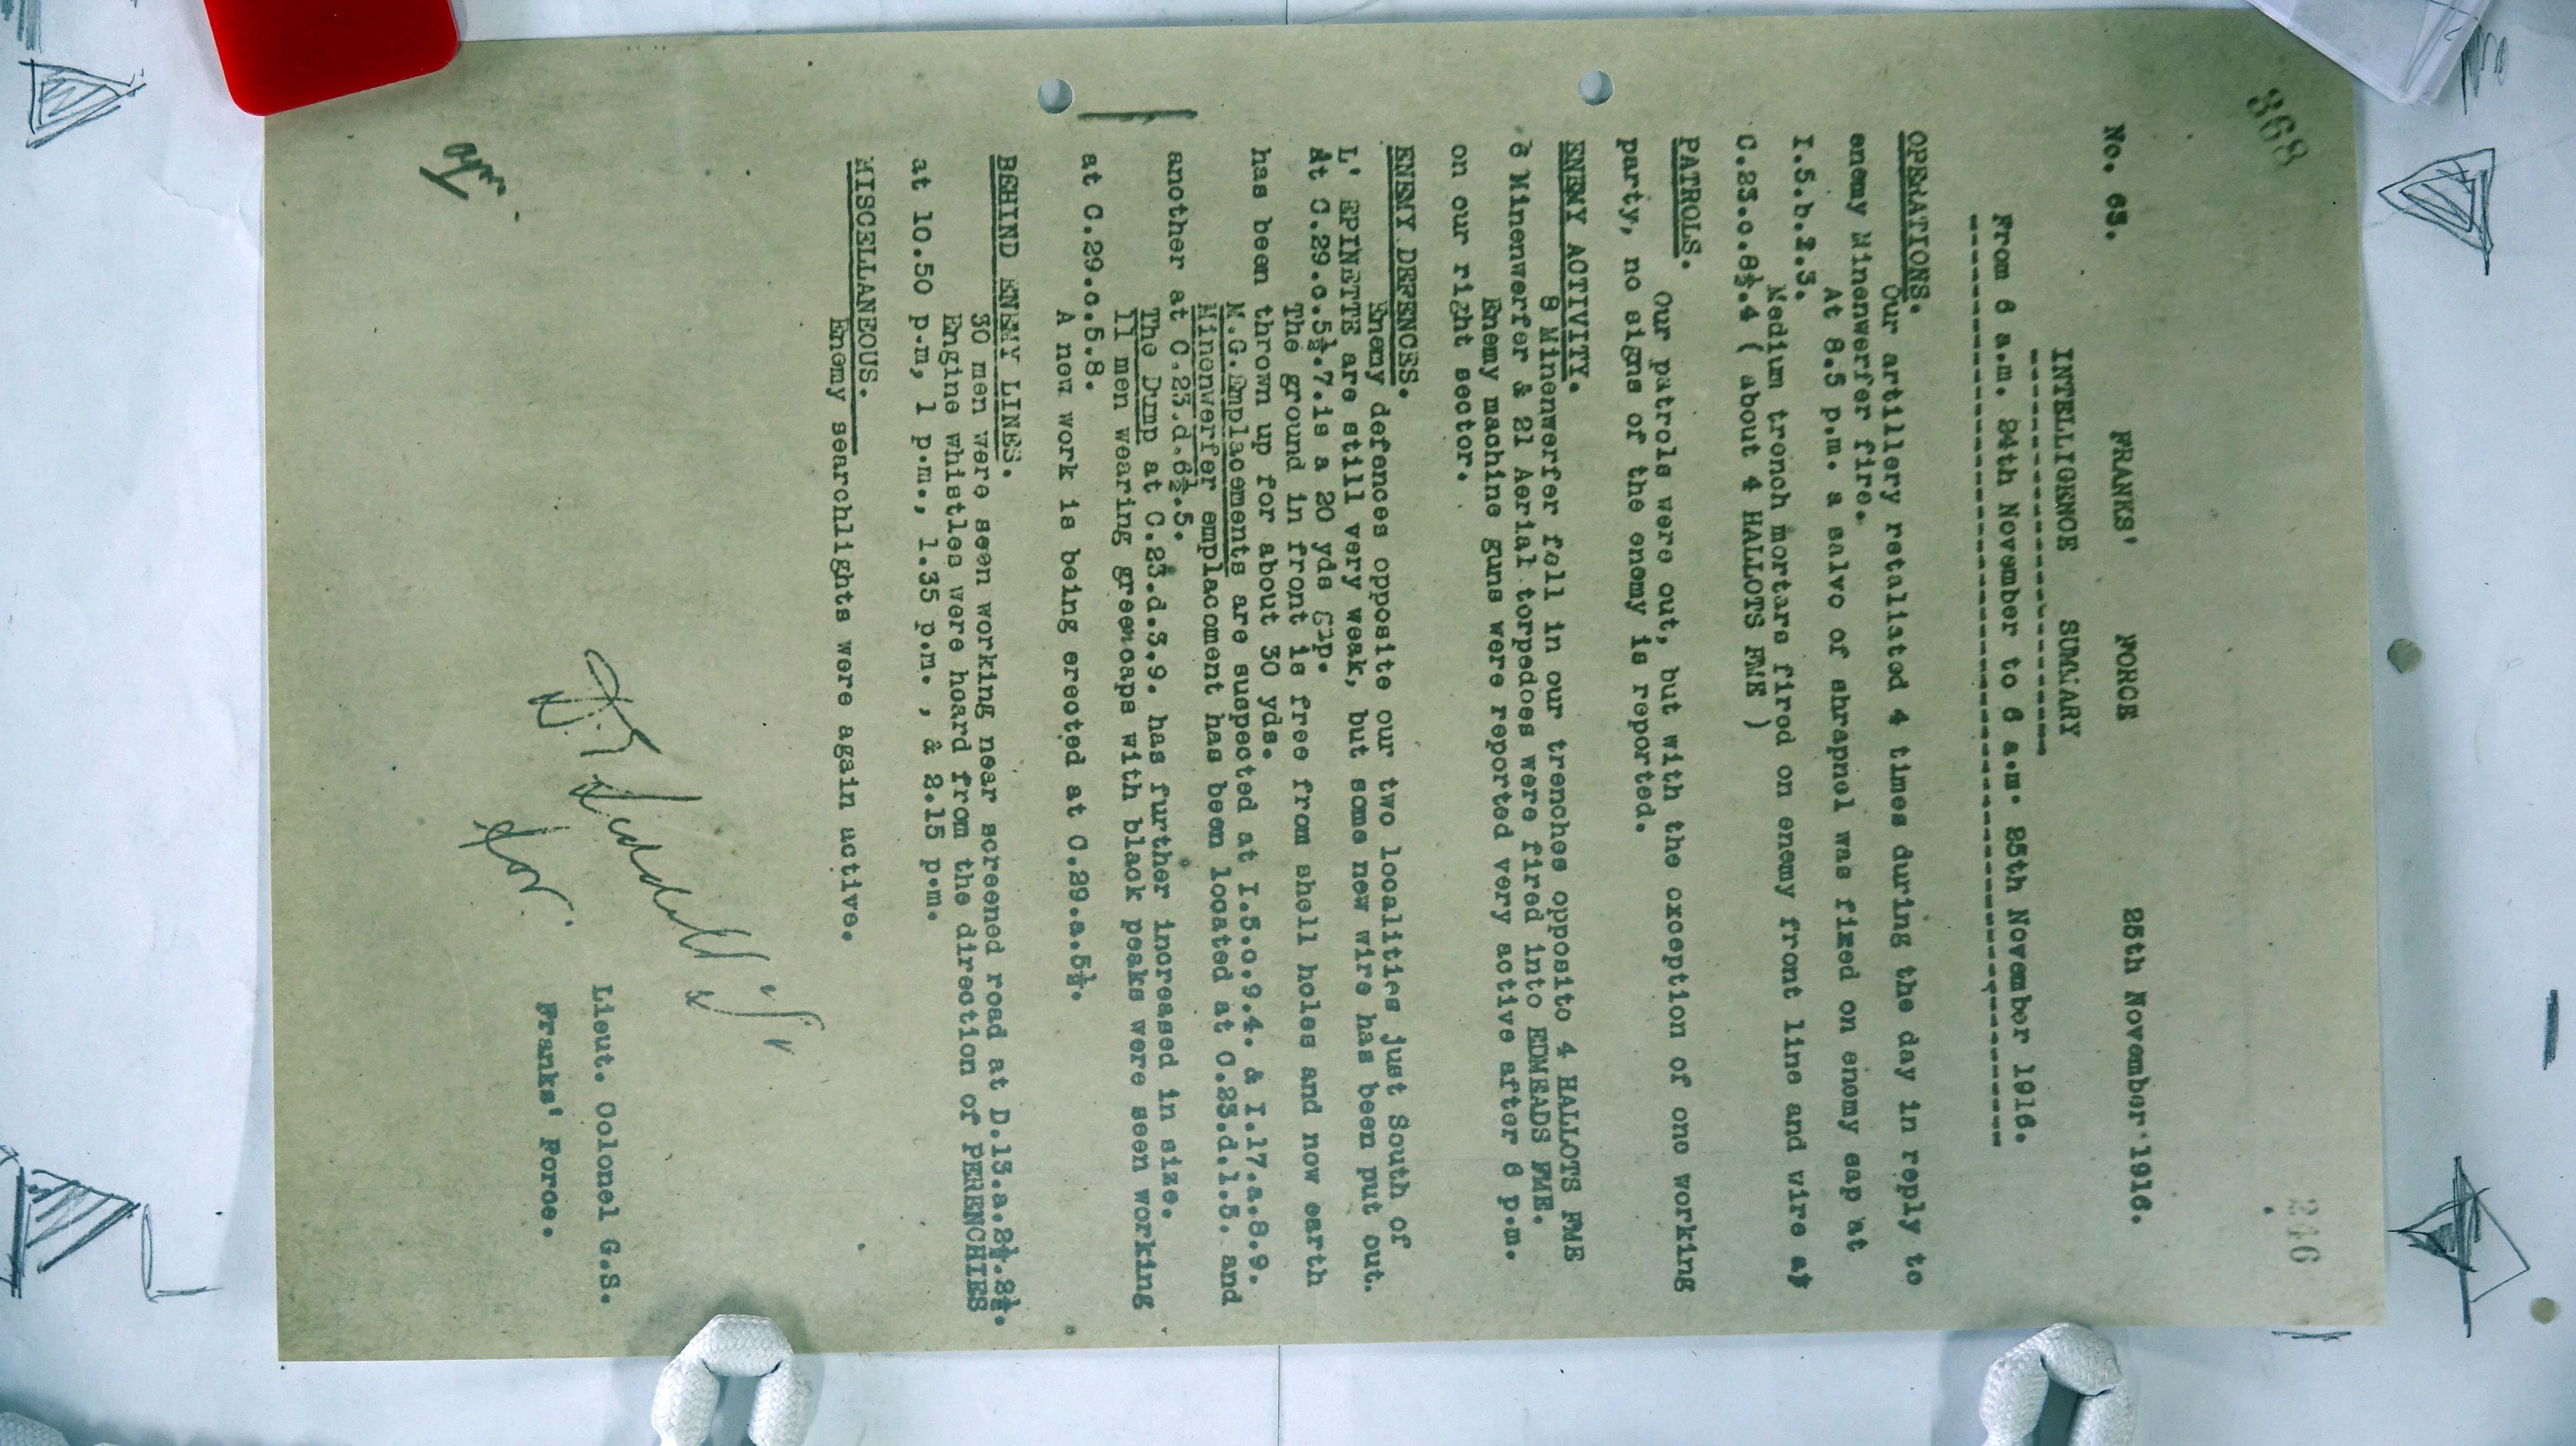 368
246
No. 63. FRANKS' FORCE 25th November 1916.
INTELLIGENCE SUMMARY
From 6 a.m. 24th November to 6 a.m. 25th November 1916.
OPERATIONS.
Our artillery retaliated 4 times during the day in reply to
enemy Minenwerfer fire.
At 8.5 p.m. a salvo of shrapnel was fired on enemy sap at
I.5.b.2.3.
Medium trench mortars fired on enemy front line and wire at
C.23.c.8½.4 ( about 4 HALLOTS FME )
PATROLS.
Our patrols were out, but with the exception of one working
party, no signs of the enemy is reported.
ENEMY ACTIVITY.
8 Minenwerfer fell in our trenches opposite 4 HALLOTS FME
6 Minenwerfer & 21 Aerial torpedoes were fired into EDMEADS FME.
Enemy machine guns were reported very active after 6 p.m.
on our right sector.
ENEMY DEFENCES.
Enemy defences opposite our two localities just South of
L' EPINETTE are still very weak, but some new wire has been put out.
At C.29.c.5½.7.is a 20 yds gap.
The ground in front is free from shell holes and now earth
has been thrown up for about 30 yds.
M.G.Emplacements are suspected at I.5.c.9.4. & I.17.a.8.9.
Minenwerfer emplacement has been located at C.23.d.1.5. and
another at C.23.d.6½.5.
The Dump at C.23.d.3.9. has further increased in size.
11 men wearing green caps with black peaks were seen working
at C.29.c.5.8.
A new work is being erected at C.29.a.5½.
BEHIND ENEMY LINES.
30 men were seen working near screened road at D.13.a.2½.2½.
Engine whistles were heard from the direction of PERENCHIES
at 10.50 p.m, 1 p.m., 1.35 p.m. , & 2.15 p.m.
MISCELLANEOUS.
Enemy searchlights were again active.
for
Lieut. Colonel G.S.
Franks' Force.